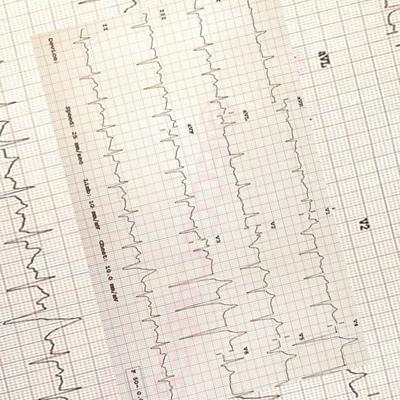 II
III
aVL
aVR
aVL
aVF
V1
V2
V2
V3
V4
V5
V6
Device:
Speed: 25 mm/sec Limb: 10 mm/mV Chest: 10.0 mm/mV
F 50~ 0.